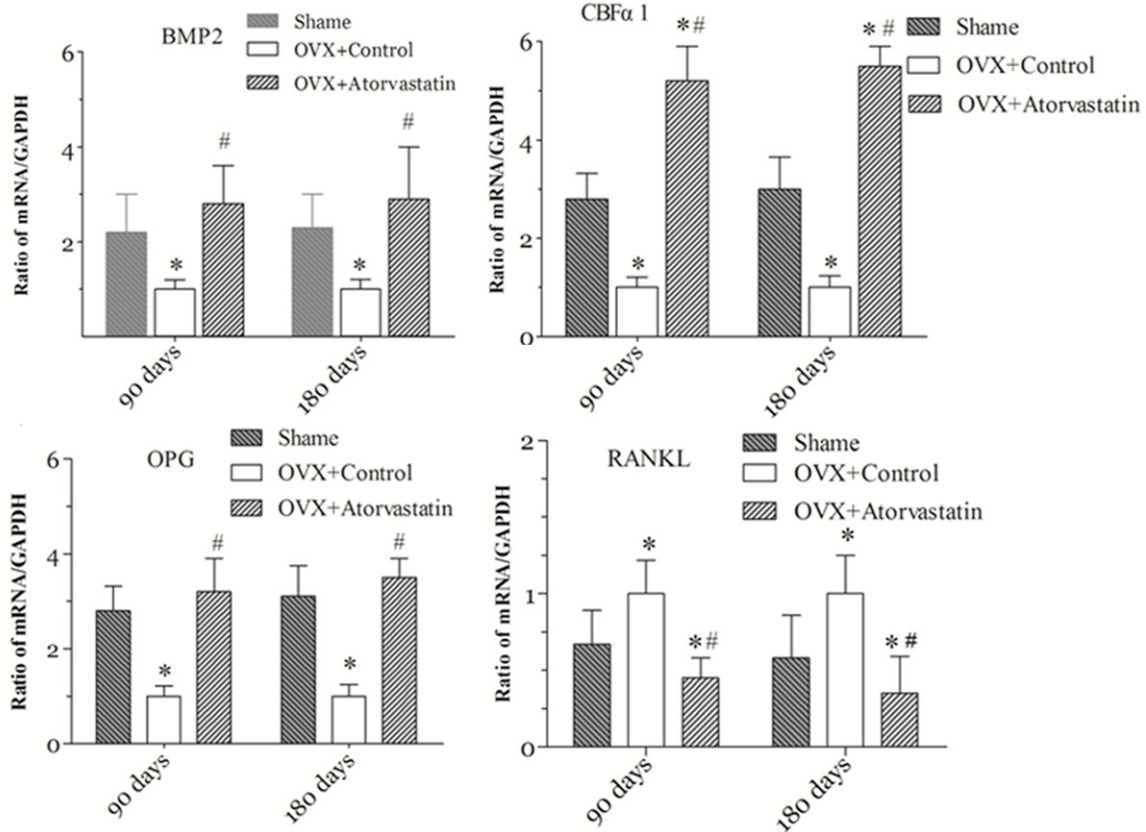 BMP2
Shame
OVX+Control
OVX+Atorvastatin
Ratio of mRNA/GAPDH
6
4
2
*
#
*
#
90 days
180 days
CBFα 1
Shame
OVX+Control
OVX+Atorvastatin
Ratio of mRNA/GAPDH
6
4
2
0
*
*#
*
*#
90 days
180 days
OPG
Shame
OVX+Control
OVX+Atorvastatin
Ratio of mRNA/GAPDH
6
4
2
0
*
#
*
#
90 days
180 days
RANKL
Shame
OVX+Control
OVX+Atorvastatin
Ratio of mRNA/GAPDH
2
1
0
*
*#
*
*#
90 days
180 days